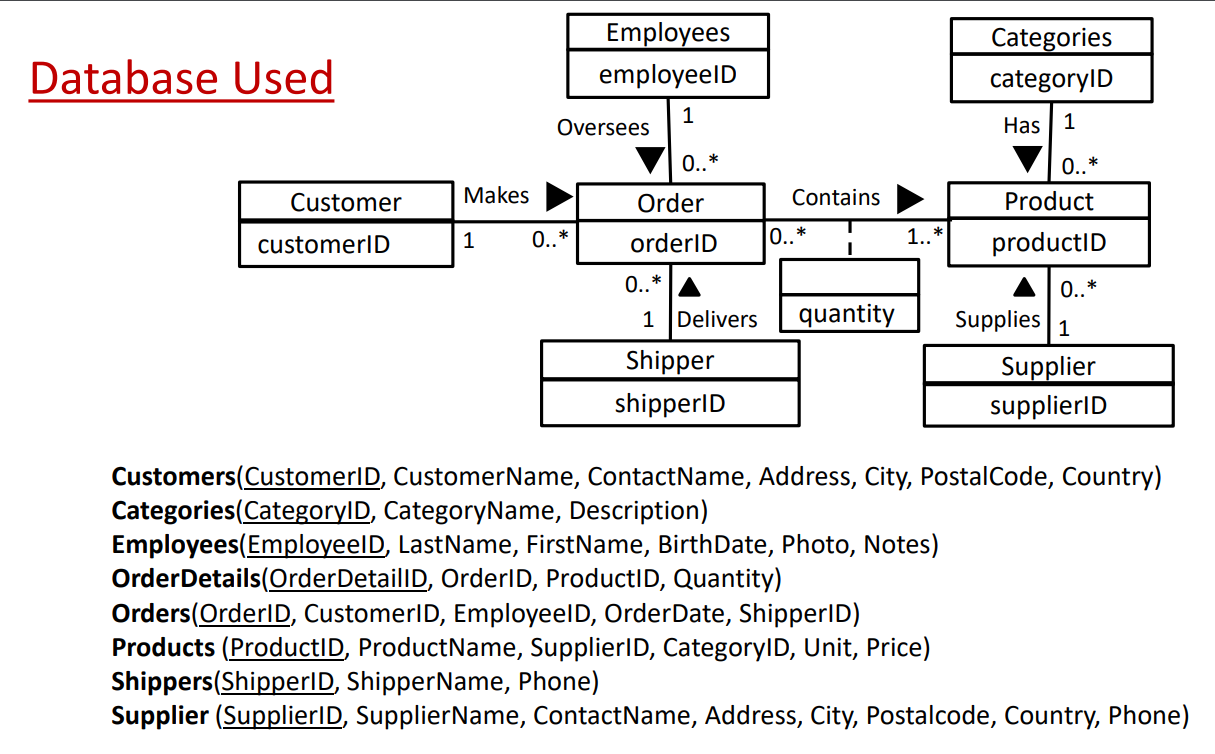 Database Used
Employees
employeeID
Categories
categoryID
Oversees
1
0..*
Has
1
0..*
Customer
customerID
Makes
1
0..*
Order
orderID
Contains
0..*
1..*
Product
productID
quantity
0..*
1
Delivers
0..*
Supplies
1
Shipper
shipperID
Supplier
supplierID
Customers(CustomerID, CustomerName, ContactName, Address, City, PostalCode, Country)
Categories(CategoryID, CategoryName, Description)
Employees(EmployeeID, LastName, FirstName, BirthDate, Photo, Notes)
OrderDetails(OrderDetailID, OrderID, ProductID, Quantity)
Orders(OrderID, CustomerID, EmployeeID, OrderDate, ShipperID)
Products (ProductID, ProductName, SupplierID, CategoryID, Unit, Price)
Shippers(ShipperID, ShipperName, Phone)
Supplier (SupplierID, SupplierName, ContactName, Address, City, Postalcode, Country, Phone)